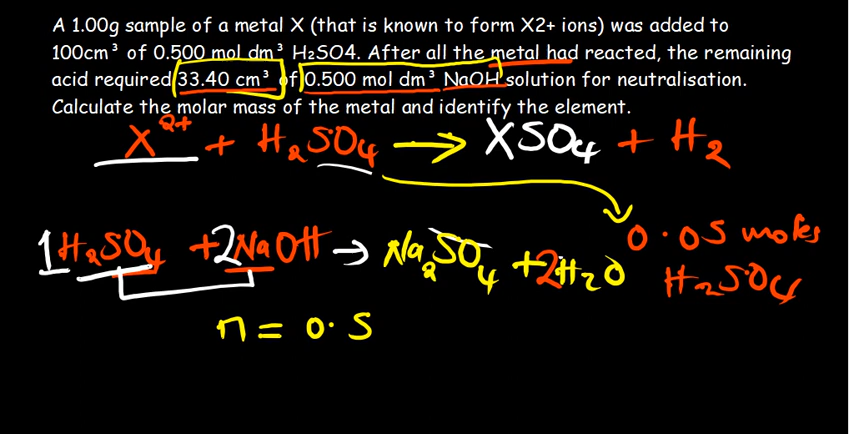 A 1.00g sample of a metal X (that is known to form X2+ ions) was added to
100cm³ of 0.500 mol dm³ H₂SO4. After all the metal had reacted, the remaining
acid required 33.40 cm³ of 0.500 mol dm³ NaOH solution for neutralisation.
Calculate the molar mass of the metal and identify the element.
X²⁺ + H₂SO₄ → XSO₄ + H₂
0.05 moles
H₂SO₄
1H₂SO₄ + 2NaOH → Na₂SO₄ + 2H₂O
n = 0.5